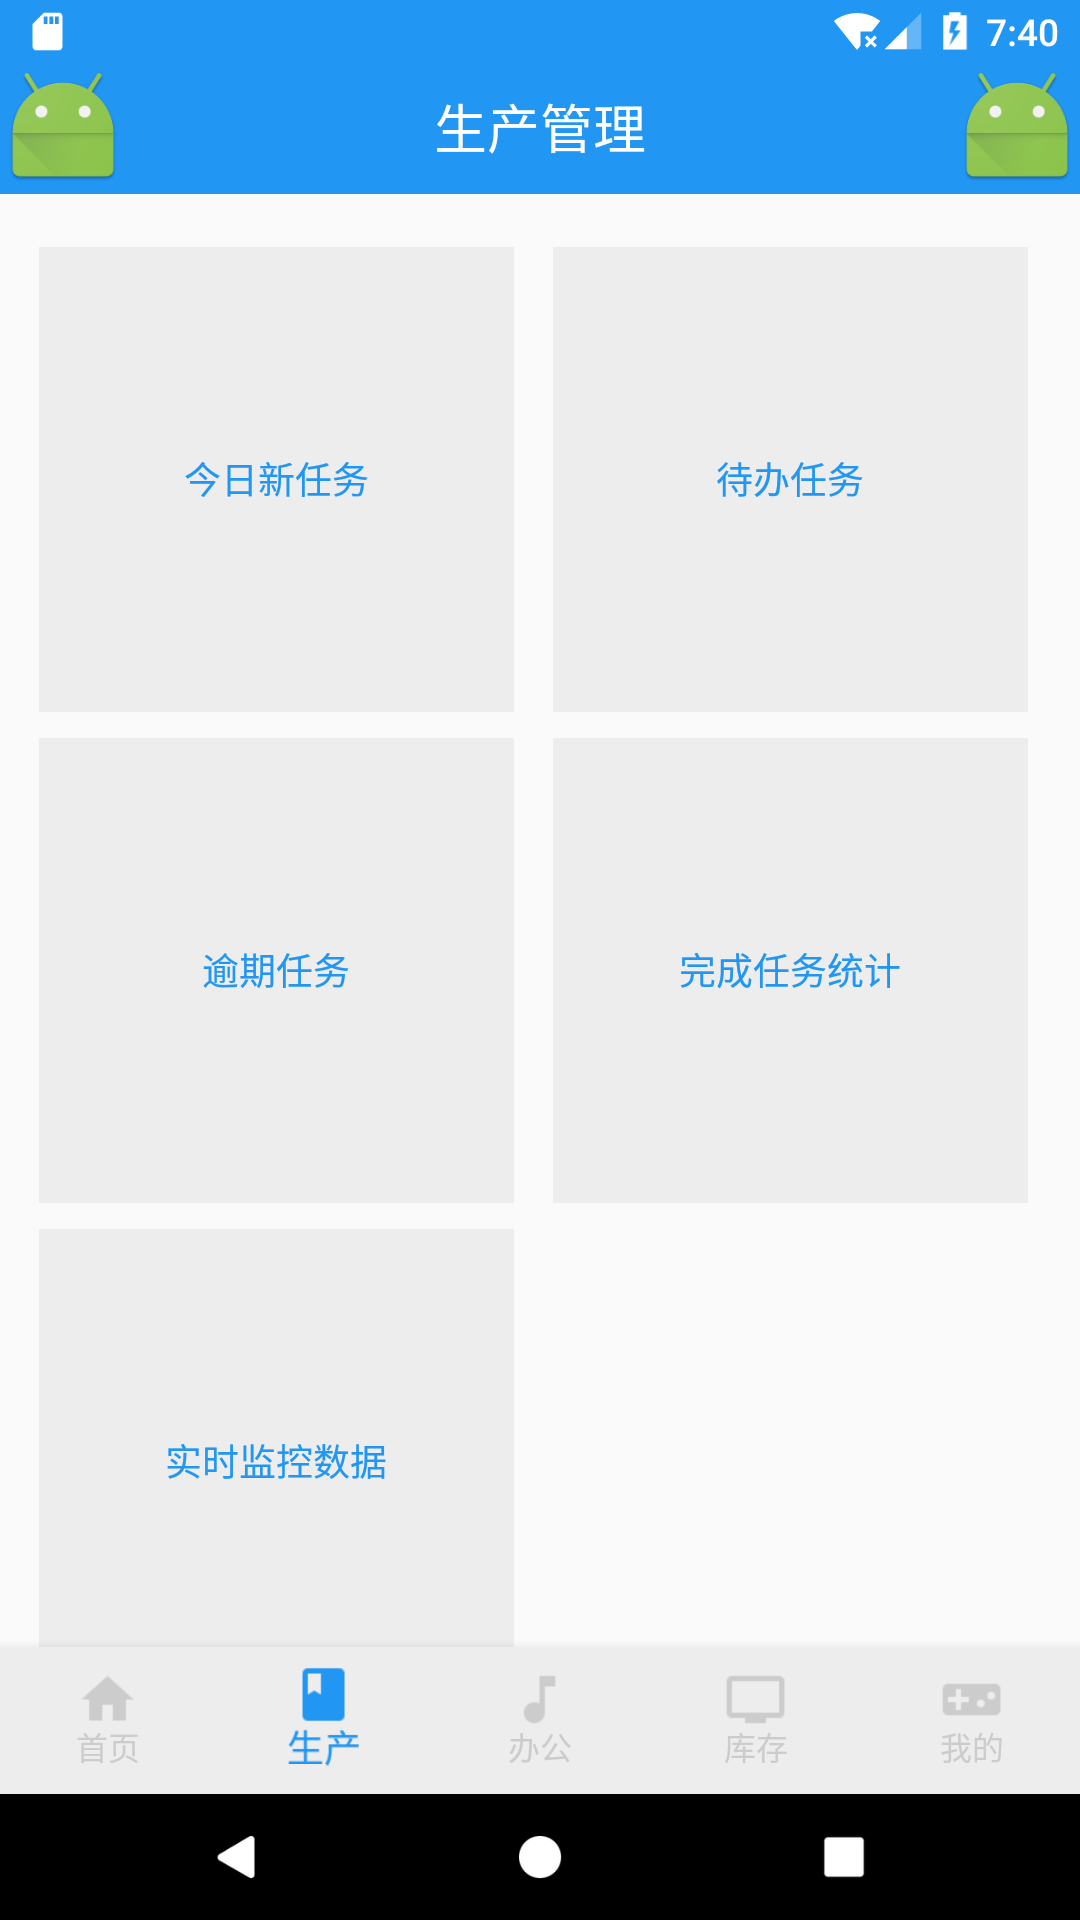 7:40
生产管理
今日新任务
待办任务
逾期任务
完成任务统计
实时监控数据
首页
生产
办公
库存
我的